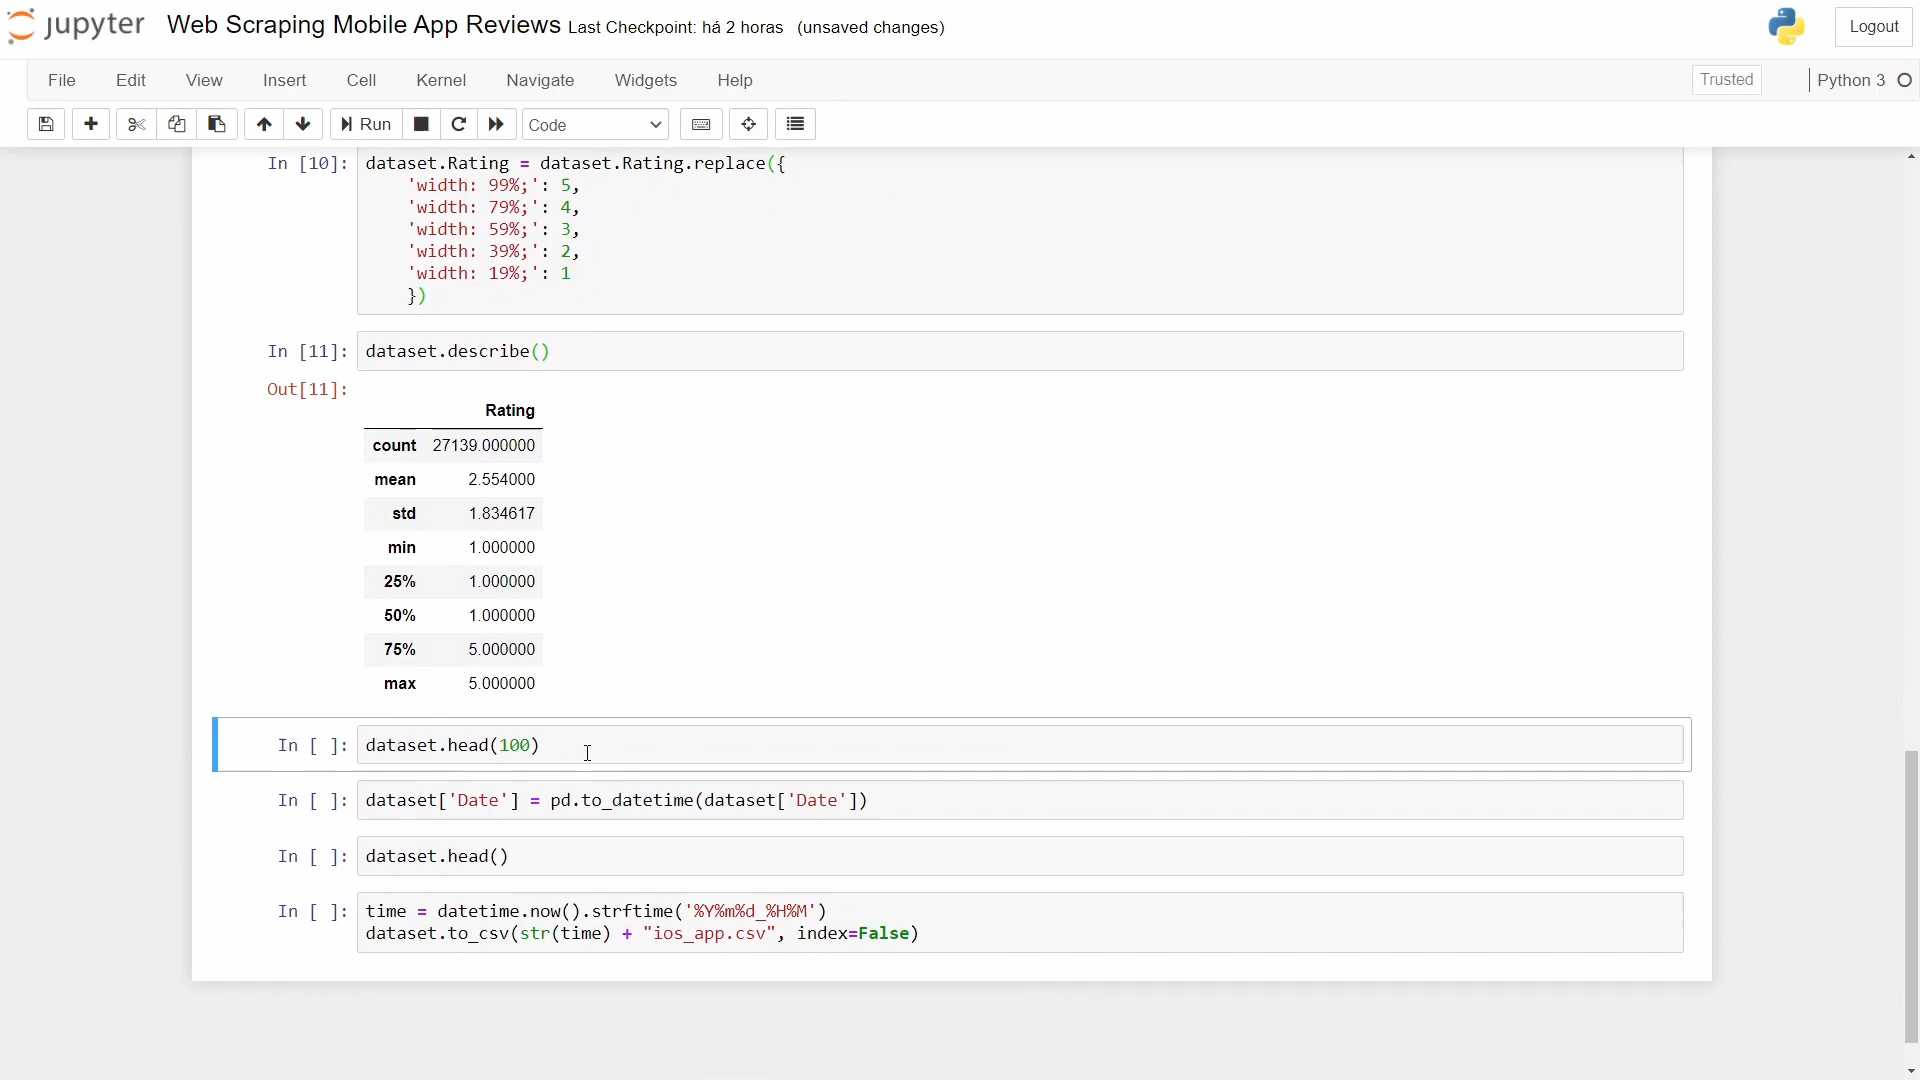 jupyter Web Scraping Mobile App Reviews Last Checkpoint: há 2 horas (unsaved changes) Logout
File Edit View Insert Cell Kernel Navigate Widgets Help Trusted Python 3
Run Code
In [10]: dataset.Rating = dataset.Rating.replace({
'width: 99%;': 5,
'width: 79%;': 4,
'width: 59%;': 3,
'width: 39%;': 2,
'width: 19%;': 1
})
In [11]: dataset.describe()
Out[11]:
Rating
count 27139.000000
mean 2.554000
std 1.834617
min 1.000000
25% 1.000000
50% 1.000000
75% 5.000000
max 5.000000
In [ ]: dataset.head(100)
In [ ]: dataset['Date'] = pd.to_datetime(dataset['Date'])
In [ ]: dataset.head()
In [ ]: time = datetime.now().strftime('%Y%m%d_%H%M')
dataset.to_csv(str(time) + "ios_app.csv", index=False)